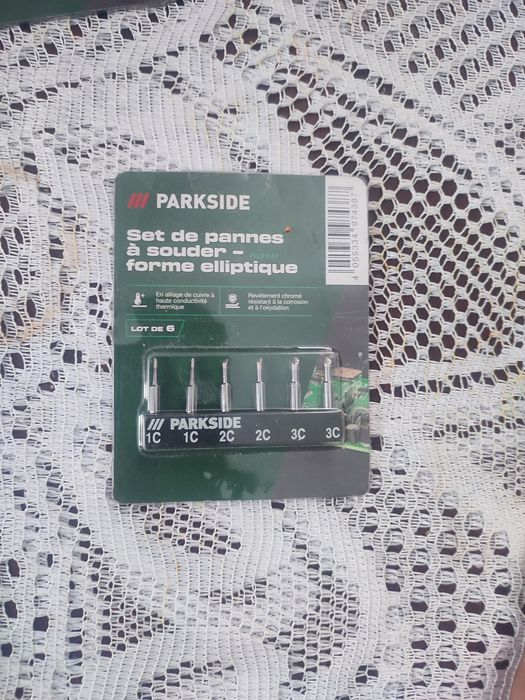 /// PARKSIDE
Set de pannes
à souder –
forme elliptique
En alliage de cuivre à
haute conductivité
thermique
Revêtement chromé
résistant à la corrosion
et à l'oxydation
LOT DE 6
/// PARKSIDE
1C 1C 2C 2C 3C 3C